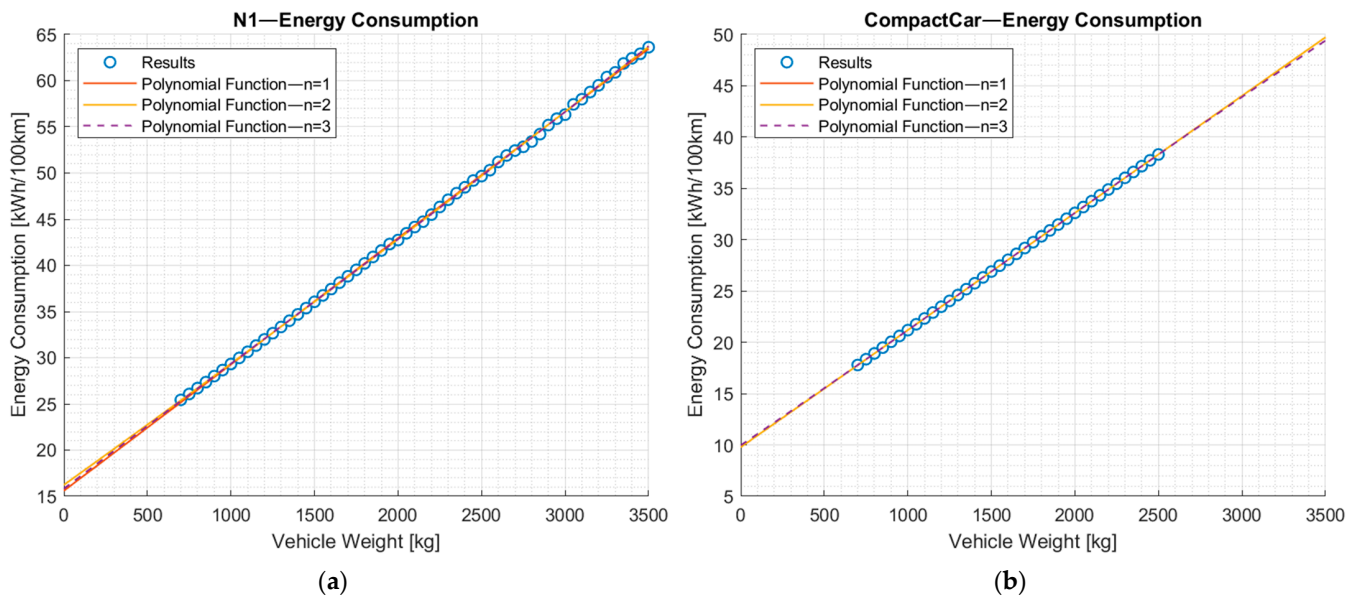 N1—Energy Consumption
65
60
55
50
45
40
35
30
25
20
15
Energy Consumption [kWh/100km]
Results
Polynomial Function—n=1
Polynomial Function—n=2
Polynomial Function—n=3
0 500 1000 1500 2000 2500 3000 3500
Vehicle Weight [kg]
(a)
CompactCar—Energy Consumption
50
45
40
35
30
25
20
15
10
5
Energy Consumption [kWh/100km]
Results
Polynomial Function—n=1
Polynomial Function—n=2
Polynomial Function—n=3
0 500 1000 1500 2000 2500 3000 3500
Vehicle Weight [kg]
(b)